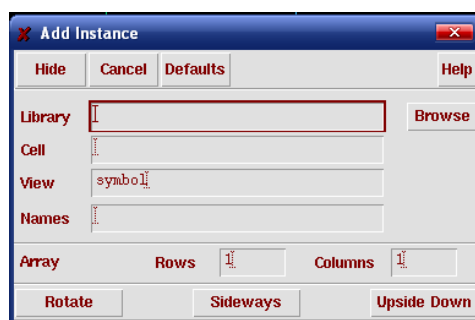 Add Instance
Hide Cancel Defaults Help
Library Browse
Cell
View symbol
Names
Array Rows 1 Columns 1
Rotate Sideways Upside Down